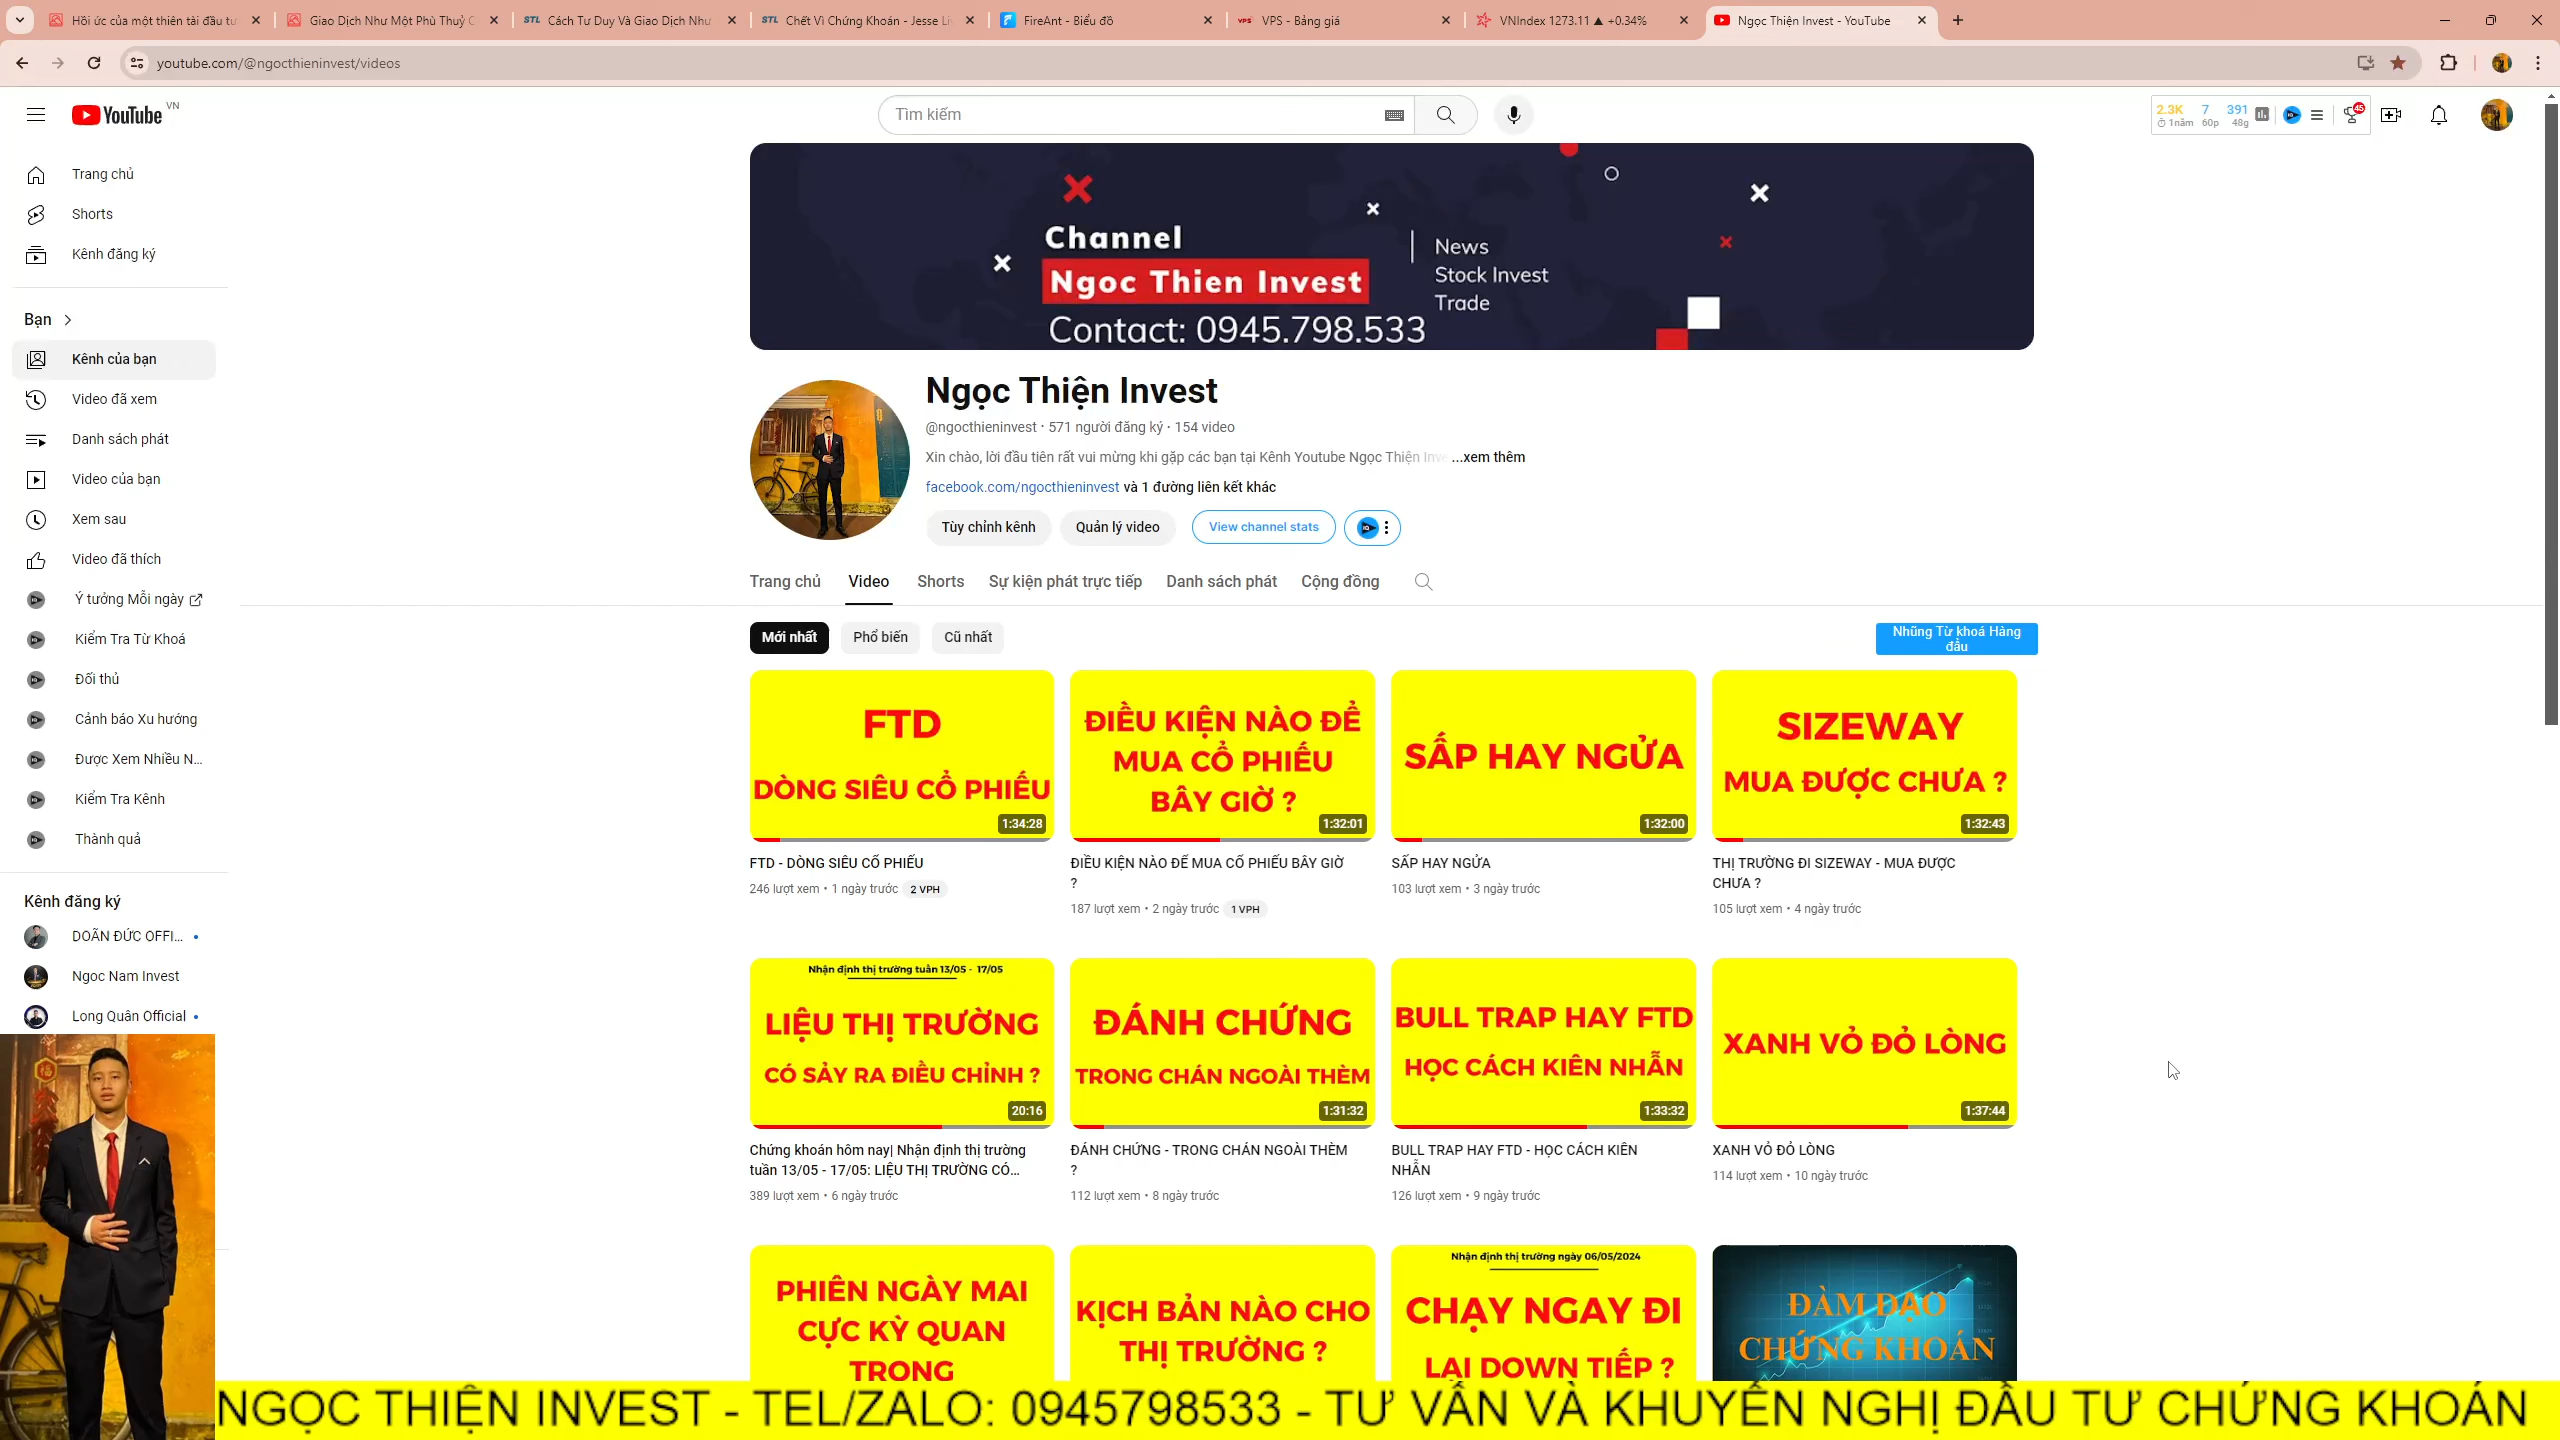 Hồi ức của một thiên tài đầu tư
Giao Dịch Như Một Phù Thuỷ C
Cách Tư Duy Và Giao Dịch Như
Chết Vì Chứng Khoán - Jesse Li
FireAnt - Biểu đồ
VPS - Bảng giá
VNIndex 1273.11 ▲ +0.34%
Ngọc Thiện Invest - YouTube
youtube.com/@ngocthieninvest/videos
YouTube VN
Tìm kiếm
2.3K 7 391
1năm 60p 48g
45
Trang chủ
Shorts
Kênh đăng ký
Bạn
Kênh của bạn
Video đã xem
Danh sách phát
Video của bạn
Xem sau
Video đã thích
Ý tưởng Mỗi ngày
Kiểm Tra Từ Khoá
Đối thủ
Cảnh báo Xu hướng
Được Xem Nhiều N...
Kiểm Tra Kênh
Thành quả
Kênh đăng ký
DOÃN ĐỨC OFFI...
Ngoc Nam Invest
Long Quân Official
Channel
Ngoc Thien Invest
Contact: 0945.798.533
News
Stock Invest
Trade
Ngọc Thiện Invest
@ngocthieninvest • 571 người đăng ký • 154 video
Xin chào, lời đầu tiên rất vui mừng khi gặp các bạn tại Kênh Youtube Ngọc Thiện Inve ...xem thêm
facebook.com/ngocthieninvest và 1 đường liên kết khác
Tùy chỉnh kênh
Quản lý video
View channel stats
Trang chủ
Video
Shorts
Sự kiện phát trực tiếp
Danh sách phát
Cộng đồng
Mới nhất
Phổ biến
Cũ nhất
Những Từ khoá Hàng
đầu
FTD
DÒNG SIÊU CỔ PHIẾU
1:34:28
FTD - DÒNG SIÊU CỔ PHIẾU
246 lượt xem • 1 ngày trước 2 VPH
ĐIỀU KIỆN NÀO ĐỂ
MUA CỔ PHIẾU
BÂY GIỜ ?
1:32:01
ĐIỀU KIỆN NÀO ĐỂ MUA CỔ PHIẾU BÂY GIỜ
?
187 lượt xem • 2 ngày trước 1 VPH
SẤP HAY NGỬA
1:32:00
SẤP HAY NGỬA
103 lượt xem • 3 ngày trước
SIZEWAY
MUA ĐƯỢC CHƯA ?
1:32:43
THỊ TRƯỜNG ĐI SIZEWAY - MUA ĐƯỢC
CHƯA ?
105 lượt xem • 4 ngày trước
Nhận định thị trường tuần 13/05 - 17/05
LIỆU THỊ TRƯỜNG
CÓ SẢY RA ĐIỀU CHỈNH ?
20:16
Chứng khoán hôm nay| Nhận định thị trường
tuần 13/05 - 17/05: LIỆU THỊ TRƯỜNG CÓ...
389 lượt xem • 6 ngày trước
ĐÁNH CHỨNG
TRONG CHÁN NGOÀI THÈM
1:31:32
ĐÁNH CHỨNG - TRONG CHÁN NGOÀI THÈM
?
112 lượt xem • 8 ngày trước
BULL TRAP HAY FTD
HỌC CÁCH KIÊN NHẪN
1:33:32
BULL TRAP HAY FTD - HỌC CÁCH KIÊN
NHẪN
126 lượt xem • 9 ngày trước
XANH VỎ ĐỎ LÒNG
1:37:44
XANH VỎ ĐỎ LÒNG
114 lượt xem • 10 ngày trước
PHIÊN NGÀY MAI
CỰC KỲ QUAN
TRỌNG
KỊCH BẢN NÀO CHO
THỊ TRƯỜNG ?
Nhận định thị trường ngày 06/05/2024
CHẠY NGAY ĐI
LẠI DOWN TIẾP ?
ĐÀM ĐẠO
CHỨNG KHOÁN
NGỌC THIỆN INVEST - TEL/ZALO: 0945798533 - TƯ VẤN VÀ KHUYẾN NGHỊ ĐẦU TƯ CHỨNG KHOÁN